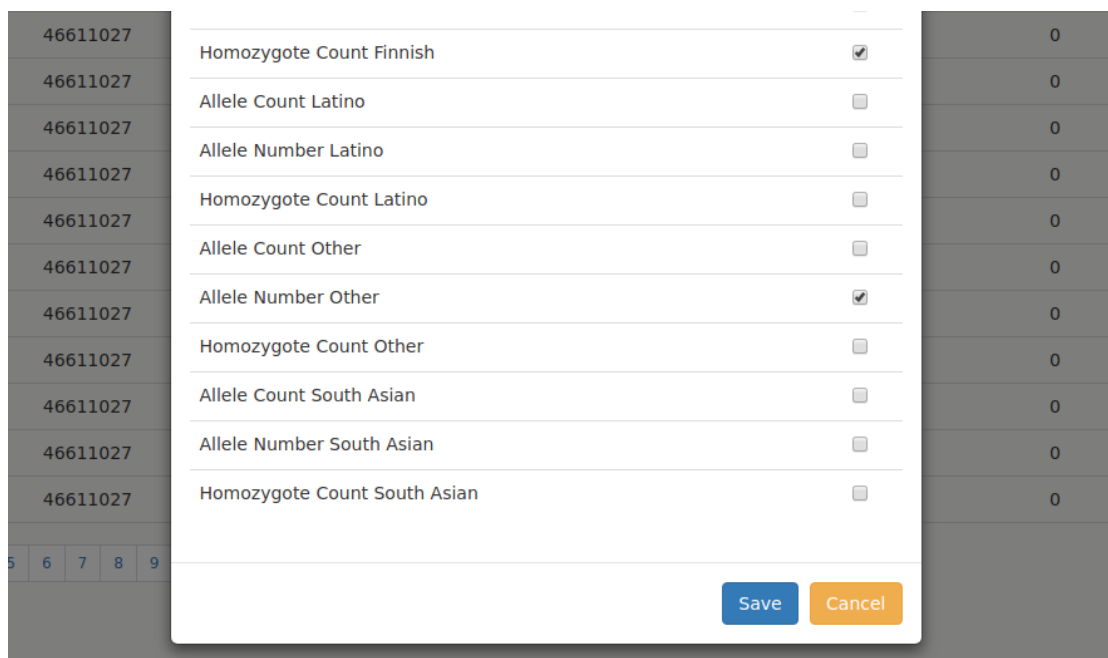 46611027 Homozygote Count Finnish 0
46611027 Allele Count Latino 0
46611027 Allele Number Latino 0
46611027 Homozygote Count Latino 0
46611027 Allele Count Other 0
46611027 Allele Number Other 0
46611027 Homozygote Count Other 0
46611027 Allele Count South Asian 0
46611027 Allele Number South Asian 0
46611027 Homozygote Count South Asian 0
46611027 0
5 6 7 8 9
Save Cancel